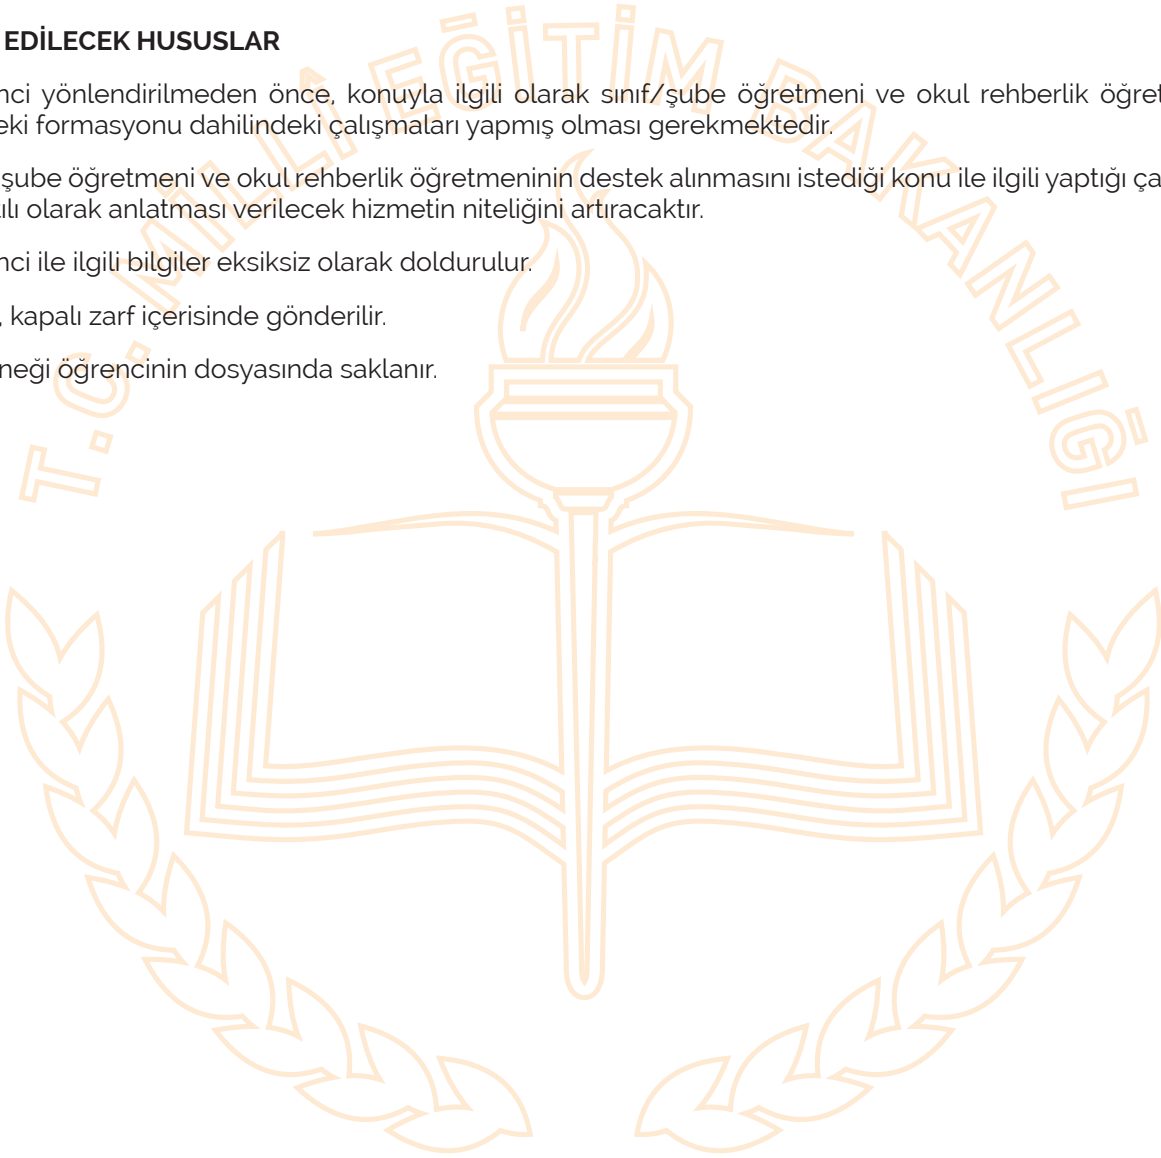 EDİLECEK HUSUSLAR
nci yönlendirilmeden önce, konuyla ilgili olarak sınıf/şube öğretmeni ve okul rehberlik öğret
eki formasyonu dahilindeki çalışmaları yapmış olması gerekmektedir.
şube öğretmeni ve okul rehberlik öğretmeninin destek alınmasını istediği konu ile ilgili yaptığı ça
ılı olarak anlatması verilecek hizmetin niteliğini artıracaktır.
nci ile ilgili bilgiler eksiksiz olarak doldurulur.
, kapalı zarf içerisinde gönderilir.
neği öğrencinin dosyasında saklanır.
T.C. MİLLÎ EĞİTİM BAKANLIĞI